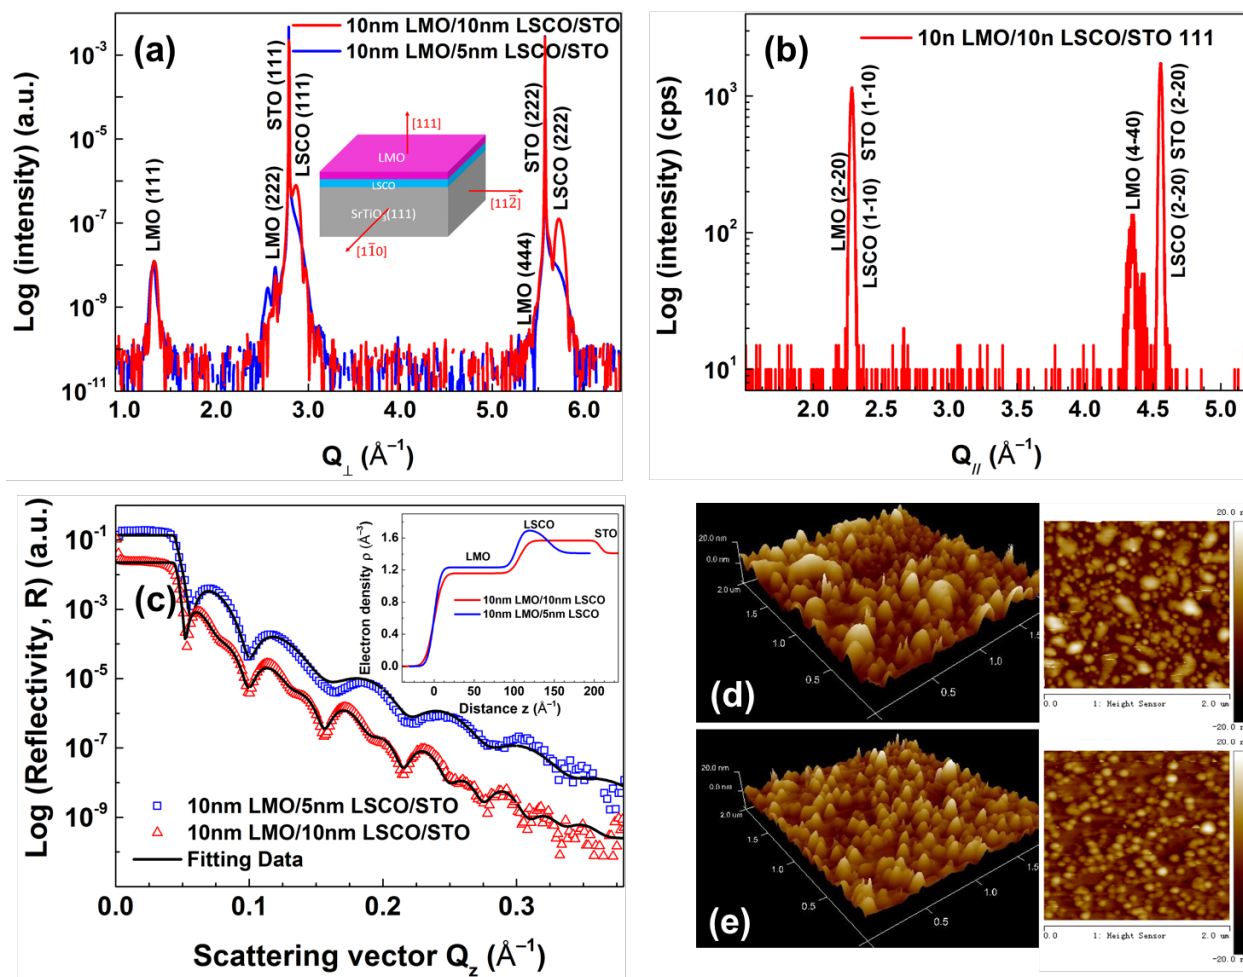 (a)
10nm LMO/10nm LSCO/STO
10nm LMO/5nm LSCO/STO
Log (intensity) (a.u.)
10⁻³
10⁻⁵
10⁻⁷
10⁻⁹
10⁻¹¹
LMO (111)
LMO (222)
STO (111)
LSCO (111)
LMO (444)
STO (222)
LSCO (222)
[111]
LMO
LSCO
SrTiO₃(111)
[112̅]
[11̅0]
1.0 2.0 3.0 4.0 5.0 6.0
Q⊥ (Å⁻¹)
(b)
10n LMO/10n LSCO/STO 111
Log (intensity) (cps)
10³
10²
10¹
LMO (2-20)
LSCO (1-10) STO (1-10)
LMO (4-40)
LSCO (2-20) STO (2-20)
2.0 2.5 3.0 3.5 4.0 4.5 5.0
Q// (Å⁻¹)
(c)
Log (Reflectivity, R) (a.u.)
10⁻¹
10⁻³
10⁻⁵
10⁻⁷
10⁻⁹
Electron density ρ (Å⁻³)
1.6
1.2
0.8
0.4
0.0
LMO
LSCO
STO
10nm LMO/10nm LSCO
10nm LMO/5nm LSCO
0 50 100 150 200
Distance z (Å⁻¹)
10nm LMO/5nm LSCO/STO
10nm LMO/10nm LSCO/STO
Fitting Data
0.0 0.1 0.2 0.3
Scattering vector Q_z (Å⁻¹)
(d)
20.0 nm
0.0 nm
2.0 um
1.5
1.0
0.5
0.5
1.0
1.5
20.0 n
-20.0 n
0.0 1: Height Sensor 2.0 um
(e)
20.0 nm
0.0 nm
2.0 um
1.5
1.0
0.5
0.5
1.0
1.5
20.0 n
-20.0 n
0.0 1: Height Sensor 2.0 um